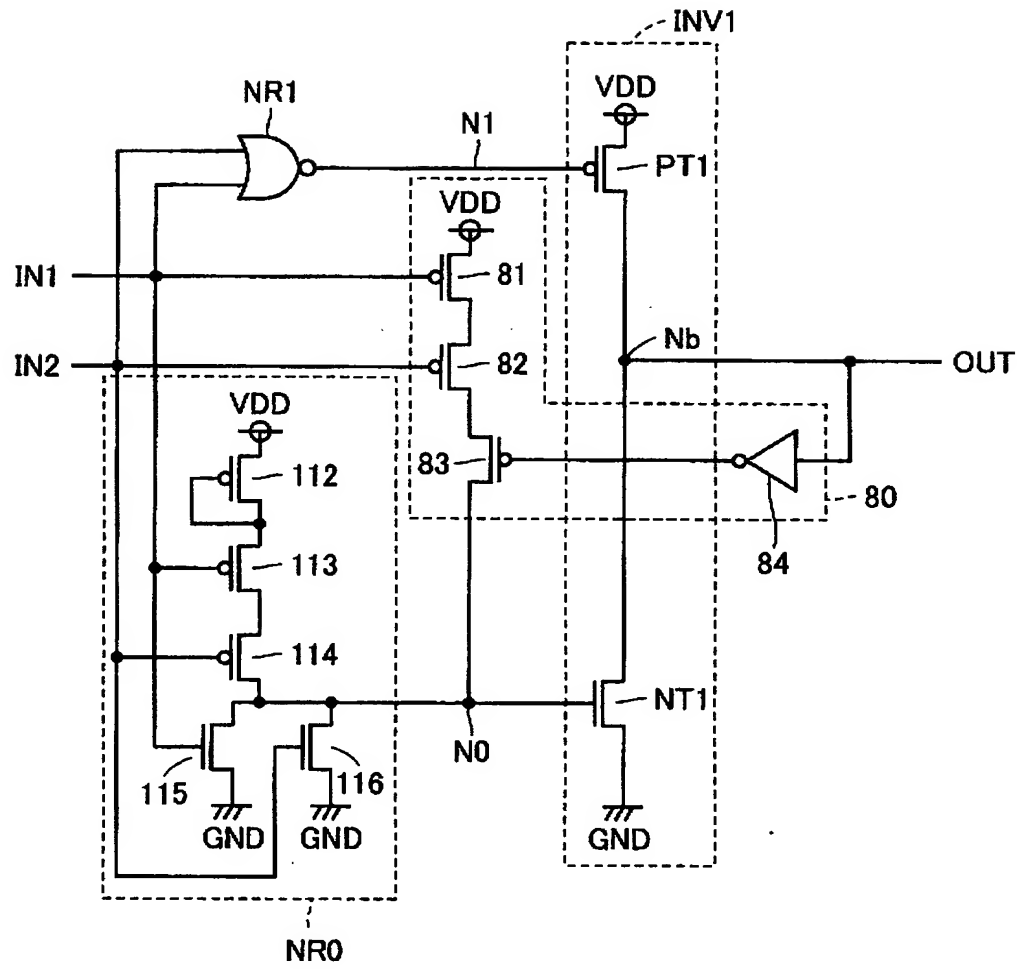 INV1
NR1
VDD
N1
PT1
VDD
IN1
81
Nb
IN2
82
OUT
VDD
83
112
80
84
113
114
NT1
N0
115
116
GND
GND
GND
NR0